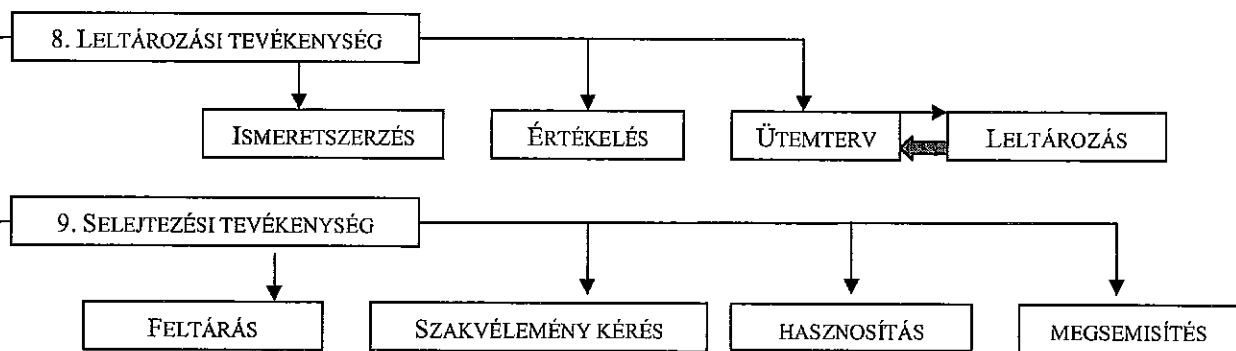 8. LELTÁROZÁSI TEVÉKENYSÉG
ISMERETSZERZÉS
ÉRTÉKELÉS
ÜTEMTERV
LELTÁROZÁS
9. SELEJTEZÉSI TEVÉKENYSÉG
FELTÁRÁS
SZAKVÉLEMÉNY KÉRÉS
HASZNOSÍTÁS
MEGSEMISÍTÉS